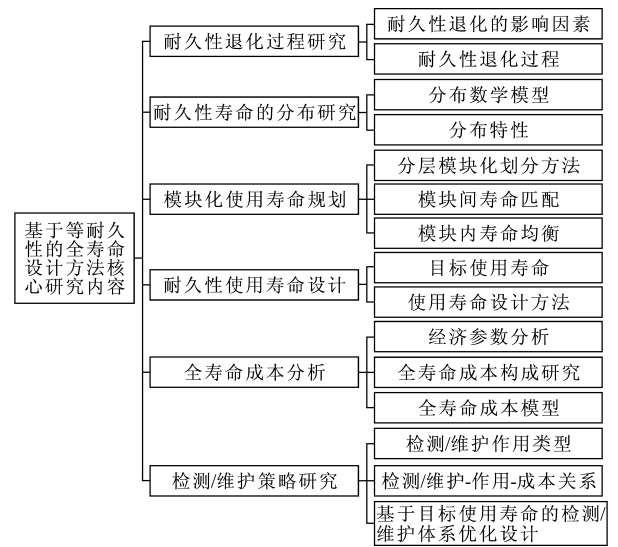 基于等耐久
性的全寿命
设计方法核
心研究内容
耐久性退化过程研究
耐久性退化的影响因素
耐久性退化过程
耐久性寿命的分布研究
分布数学模型
分布特性
模块化使用寿命规划
分层模块化划分方法
模块间寿命匹配
模块内寿命均衡
耐久性使用寿命设计
目标使用寿命
使用寿命设计方法
全寿命成本分析
经济参数分析
全寿命成本构成研究
全寿命成本模型
检测/维护策略研究
检测/维护作用类型
检测/维护-作用-成本关系
基于目标使用寿命的检测/
维护体系优化设计